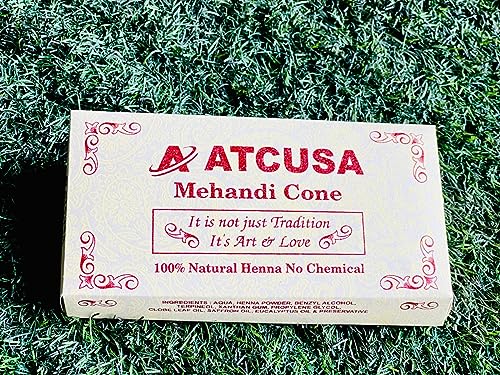 ATCUSA
Mehandi Cone
It is not just Tradition
It's Art & Love
100% Natural Henna No Chemical
INGREDIENTS : AQUA, HENNA POWDER, BENZYL ALCOHOL,
TERPINEOL, XANTHAN GUM, PROPYLENE GLYCOL,
CLOBE LEAF OIL, SAFFRON OIL, EUCALYPTUS OIL & PRESERVATIVE